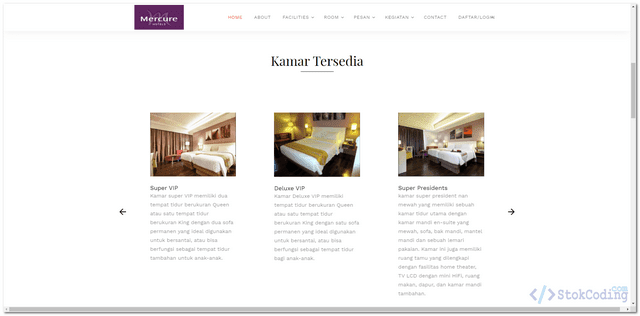 Mercure
HOTELS
HOME ABOUT FACILITIES ROOM PESAN KEGIATAN CONTACT DAFTAR/LOGIN
Kamar Tersedia
Super VIP
Kamar super VIP memiliki dua
tempat tidur berukuran Queen
atau satu tempat tidur
berukuran King dengan dua sofa
permanen yang ideal digunakan
untuk bersantai, atau bisa
berfungsi sebagai tempat tidur
tambahan untuk anak-anak.
Deluxe VIP
Kamar Deluxe VIP memiliki
tempat tidur berukuran Queen
atau satu tempat tidur
berukuran King dengan satu sofa
permanen yang ideal digunakan
untuk bersantai, atau bisa
berfungsi sebagai tempat tidur
bagi anak-anak.
Super Presidents
Kamar super president nan
mewah yang memiliki sebuah
kamar tidur utama dengan
kamar mandi en-suite yang
mewah, sofa, bak mandi, mantel
mandi dan sebuah lemari
pakaian. Kamar ini juga memiliki
ruang tamu yang dilengkapi
dengan fasilitas home theater,
TV LCD dengan mini HIFI, ruang
makan, dapur, dan kamar mandi
tambahan.
</> StokCoding.com